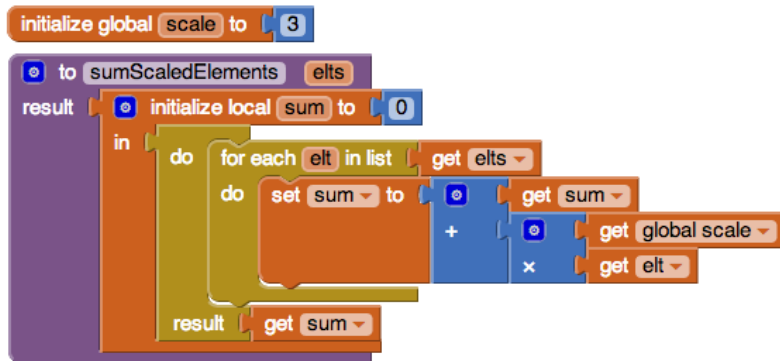 initialize global scale to 3
to sumScaledElements elts
result initialize local sum to 0
in do for each elt in list get elts
do set sum to get sum
+ get global scale
× get elt
result get sum